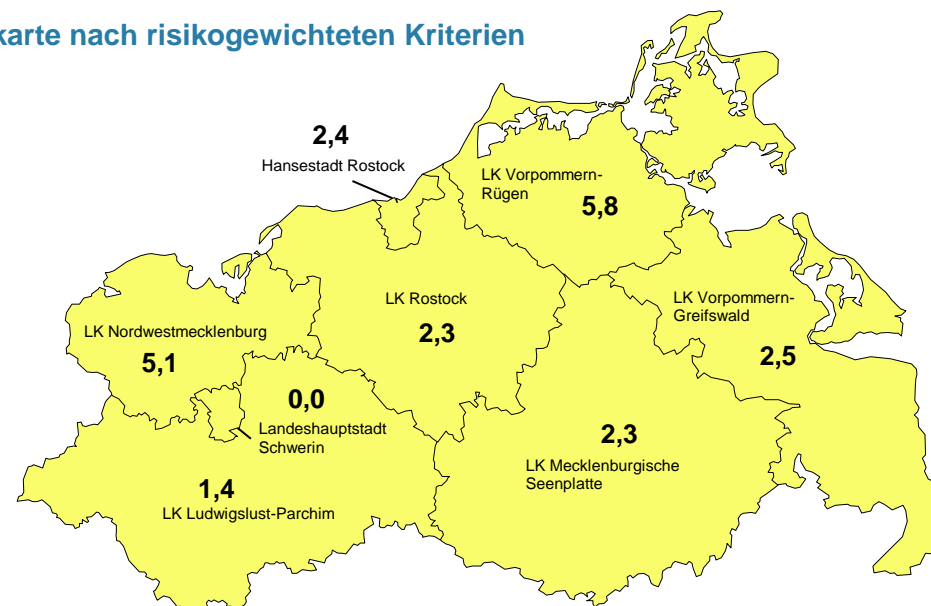 karte nach risikogewichteten Kriterien
2,4
Hansestadt Rostock
LK Vorpommern-
Rügen
5,8
LK Rostock
2,3
LK Vorpommern-
Greifswald
2,5
LK Nordwestmecklenburg
5,1
0,0
Landeshauptstadt
Schwerin
2,3
LK Mecklenburgische
Seenplatte
1,4
LK Ludwigslust-Parchim